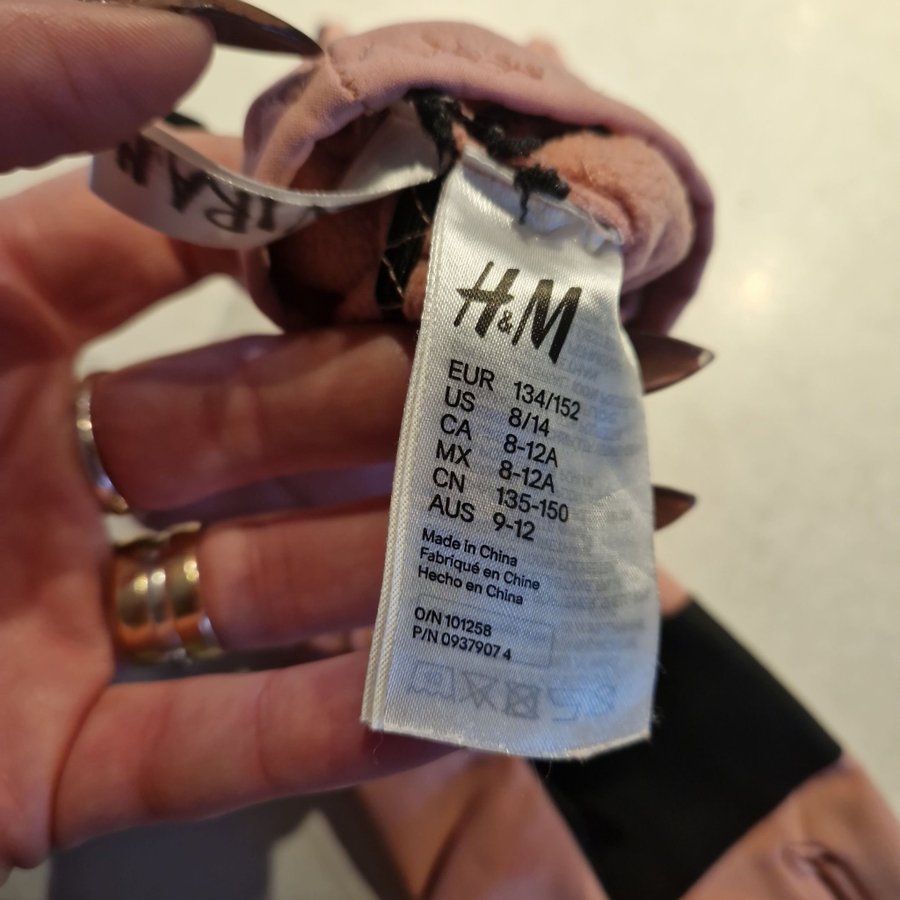 H&M
EUR 134/152
US 8/14
CA 8-12A
MX 8-12A
CN 135-150
AUS 9-12
Made in China
Fabriqué en Chine
Hecho en China
O/N 101258
P/N 0937907 4